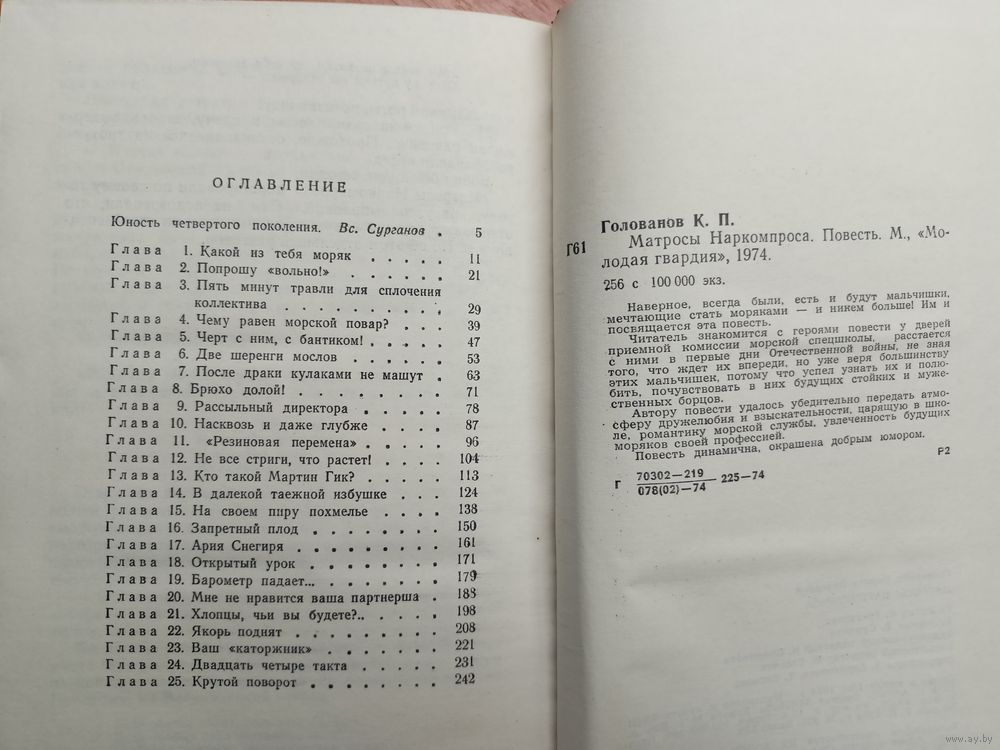 ОГЛАВЛЕНИЕ
Юность четвертого поколения. Вс. Сурганов . 5
Глава 1. Какой из тебя моряк . . . . . 11
Глава 2. Попрошу «вольно!» . . . . . . 21
Глава 3. Пять минут травли для сплочения
коллектива . . . . . . . . . . 29
Глава 4. Чему равен морской повар? . . . 39
Глава 5. Черт с ним, с бантиком! . . . . . 47
Глава 6. Две шеренги мослов . . . . . 53
Глава 7. После драки кулаками не машут . 63
Глава 8. Брюхо долой! . . . . . . . . 71
Глава 9. Рассыльный директора . . . . . 78
Глава 10. Насквозь и даже глубже . . . . 87
Глава 11. «Резиновая перемена» . . . . . 96
Глава 12. Не все стриги, что растет! . . . . 104
Глава 13. Кто такой Мартин Гик? . . . . . 113
Глава 14. В далекой таежной избушке . . . 124
Глава 15. На своем пиру похмелье . . . . 138
Глава 16. Запретный плод . . . . . . . 150
Глава 17. Ария Снегиря . . . . . . . . 161
Глава 18. Открытый урок . . . . . . . 171
Глава 19. Барометр падает... . . . . . . 179
Глава 20. Мне не нравится ваша партнерша . 188
Глава 21. Хлопцы, чьи вы будете?.. . . . . 198
Глава 22. Якорь поднят . . . . . . . . 208
Глава 23. Ваш «каторжник» . . . . . . 221
Глава 24. Двадцать четыре такта . . . . . 231
Глава 25. Крутой поворот . . . . . . . 242
Голованов К. П.
Г61 Матросы Наркомпроса. Повесть. М., «Мо-
лодая гвардия», 1974.
256 с 100 000 экз.
Наверное, всегда были, есть и будут мальчишки,
мечтающие стать моряками — и никем больше! Им и
посвящается эта повесть.
Читатель знакомится с героями повести у дверей
приемной комиссии морской спецшколы, расстается
с ними в первые дни Отечественной войны, не зная
того, что ждет их впереди, но уже веря большинству
этих мальчишек, потому что успел узнать их и полю-
бить, почувствовать в них будущих стойких и муже-
ственных борцов.
Автору повести удалось убедительно передать атмо-
сферу дружелюбия и взыскательности, царящую в шко-
ле, романтику морской службы, увлеченность будущих
моряков своей профессией.
Повесть динамична, окрашена добрым юмором.
Р2
Г 70302—219 225—74
078(02)—74
www.ay.by